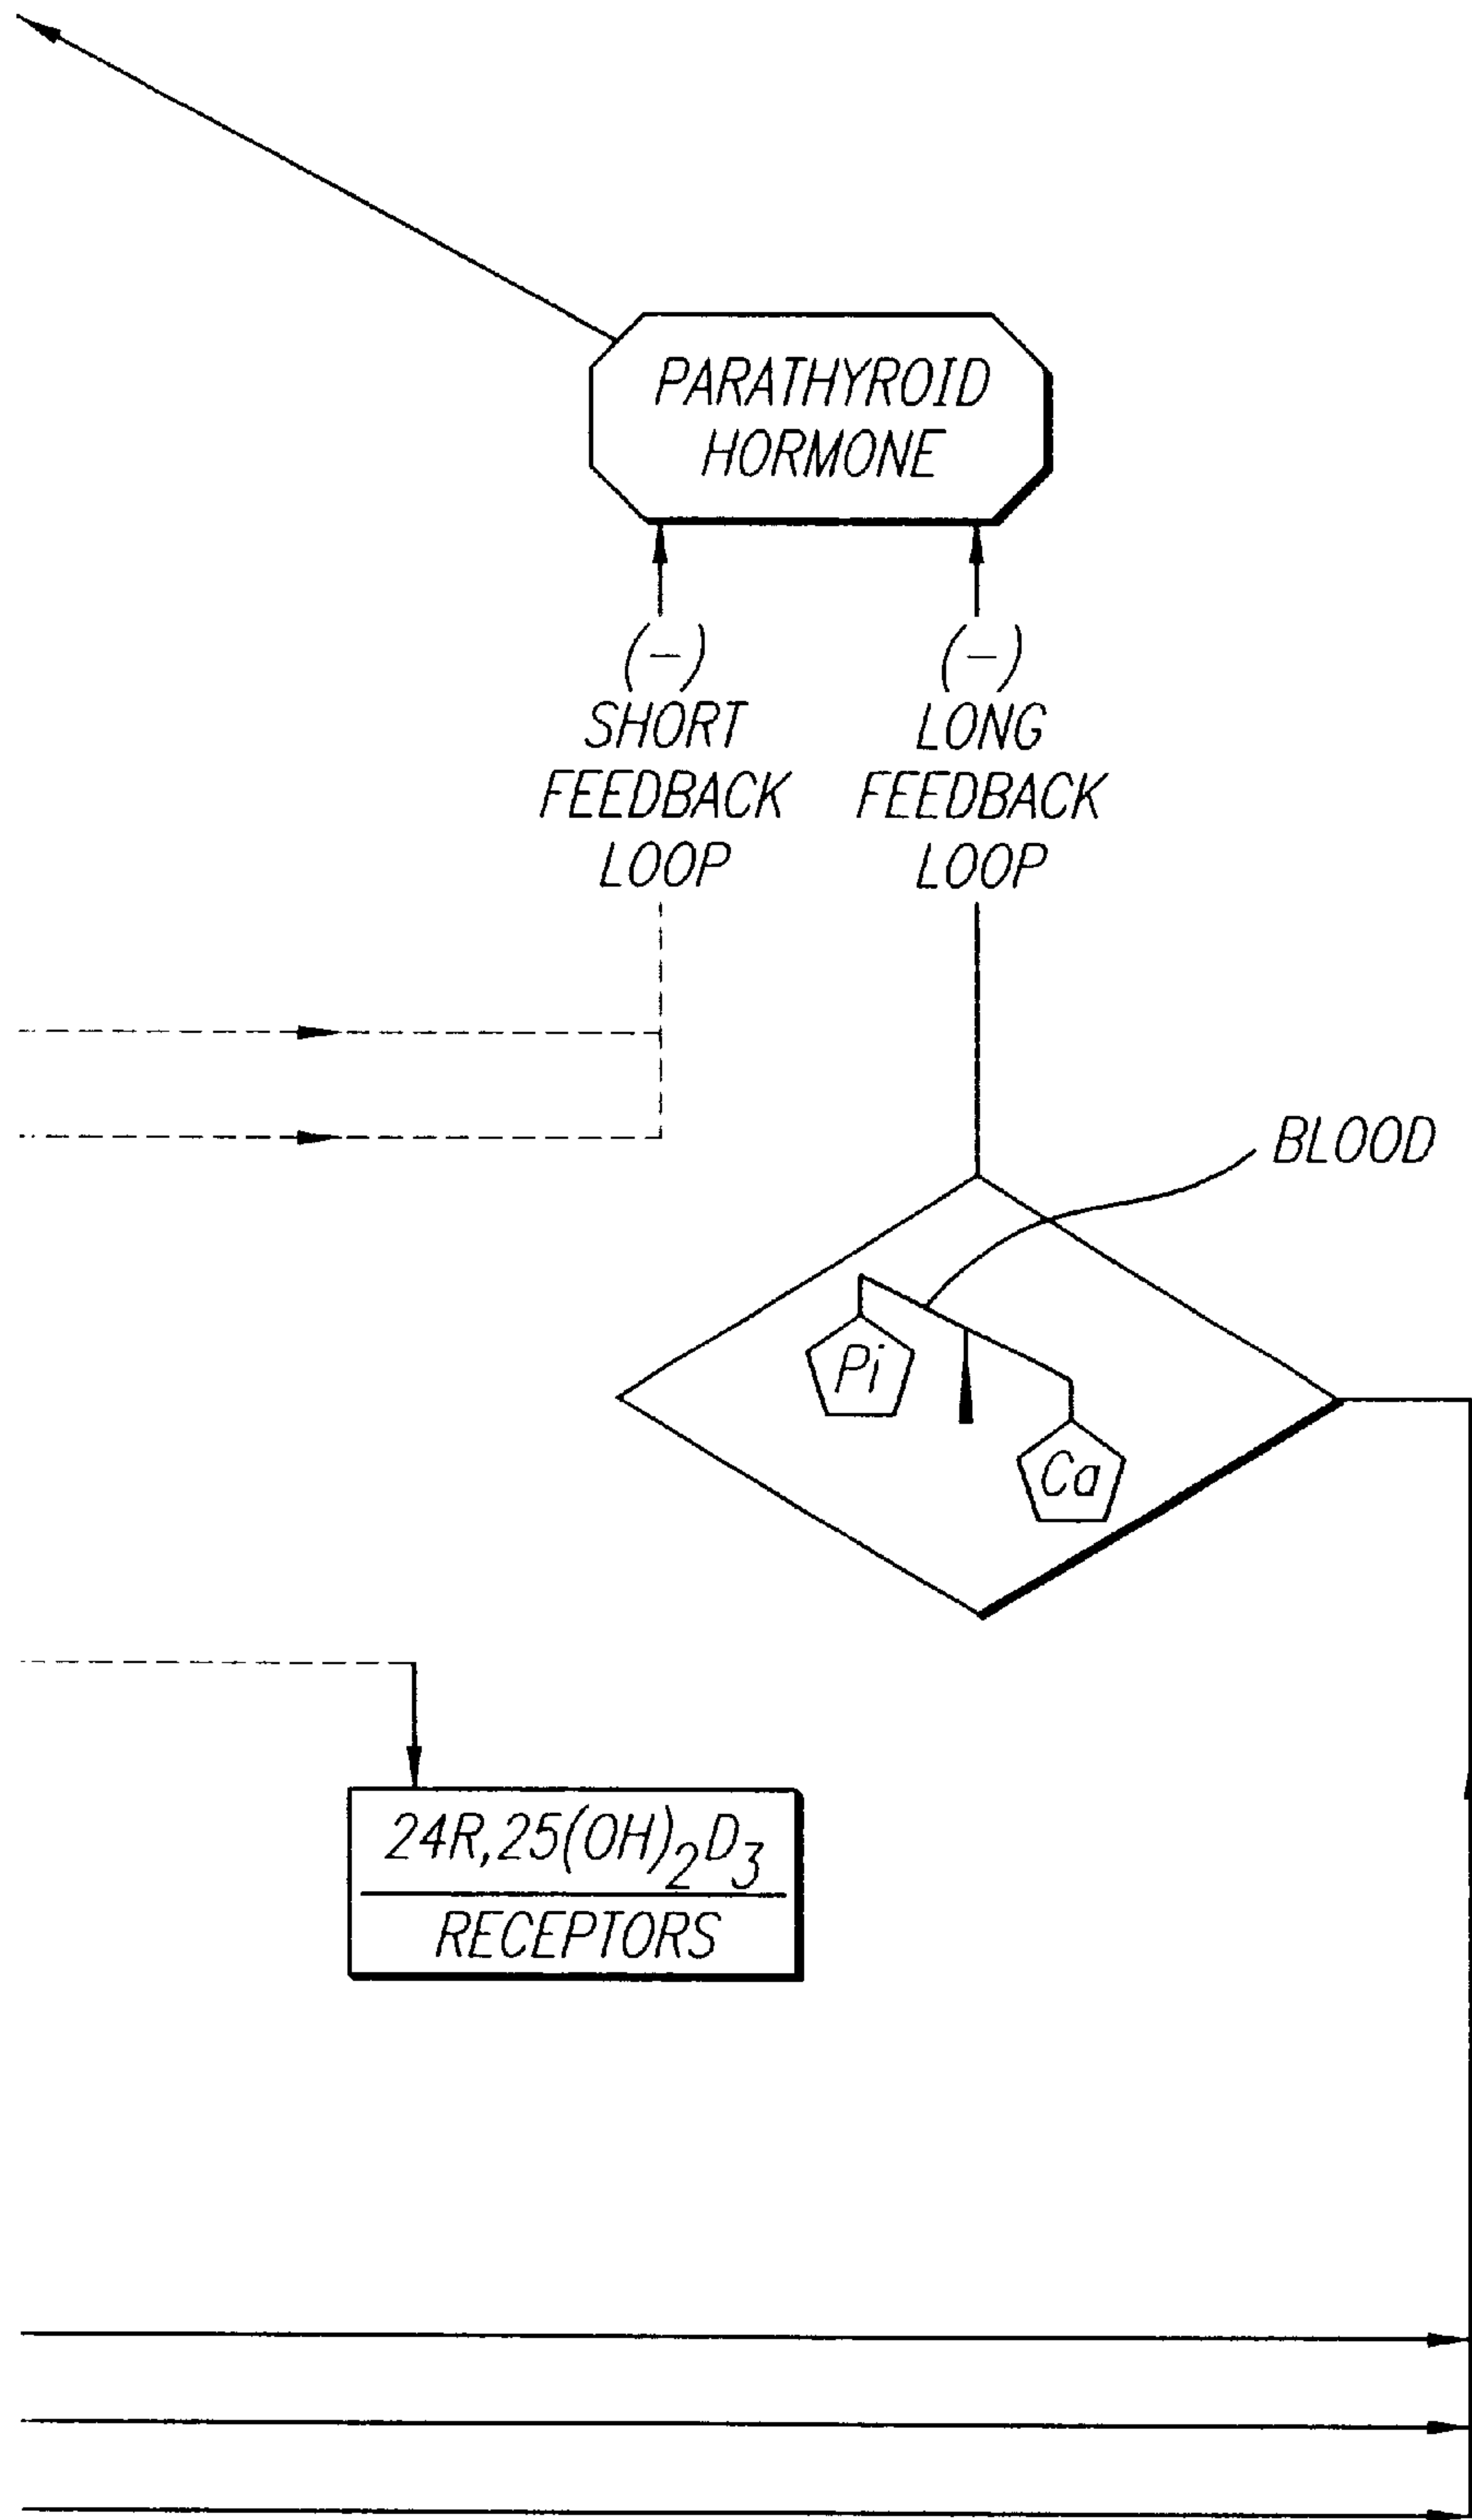 PARATHYROID
HORMONE
(-)
SHORT
FEEDBACK
LOOP
(-)
LONG
FEEDBACK
LOOP
BLOOD
Pi
Ca
24R,25(OH)₂D₃
RECEPTORS